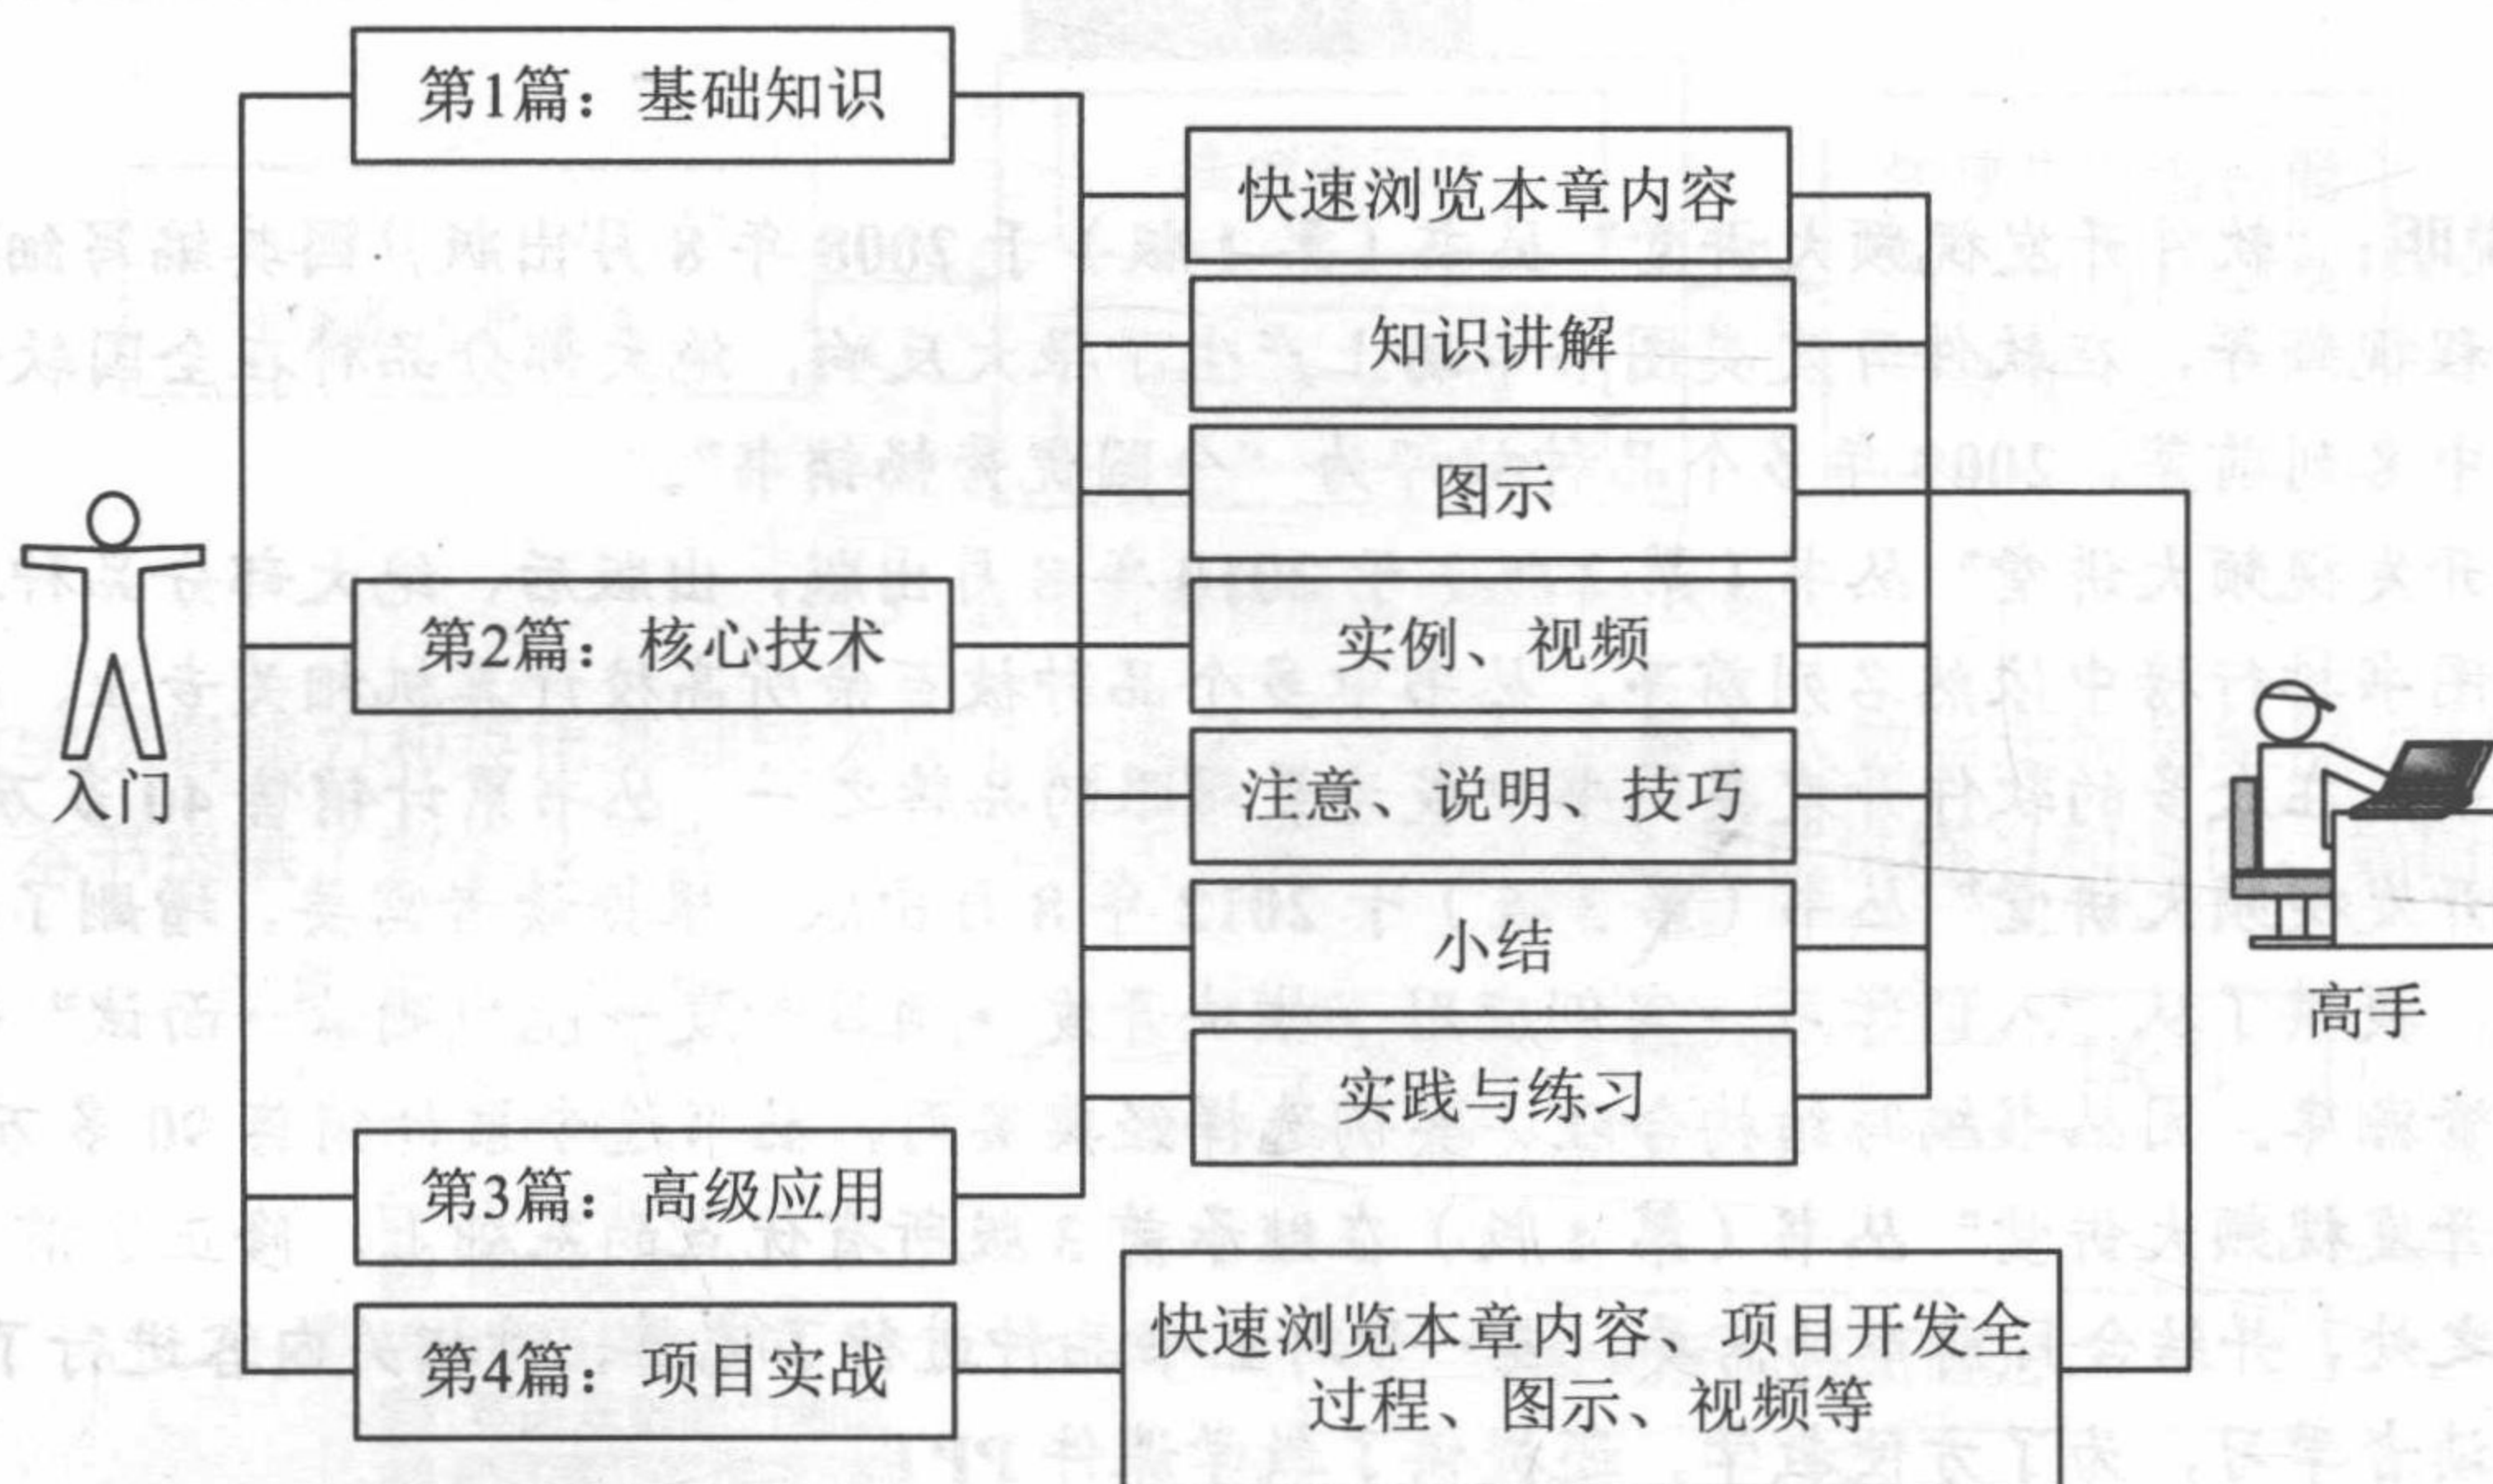 第1篇：基础知识
快速浏览本章内容
知识讲解
图示
第2篇：核心技术
实例、视频
入门
注意、说明、技巧
小结
高手
实践与练习
第3篇：高级应用
第4篇：项目实战
快速浏览本章内容、项目开发全
过程、图示、视频等